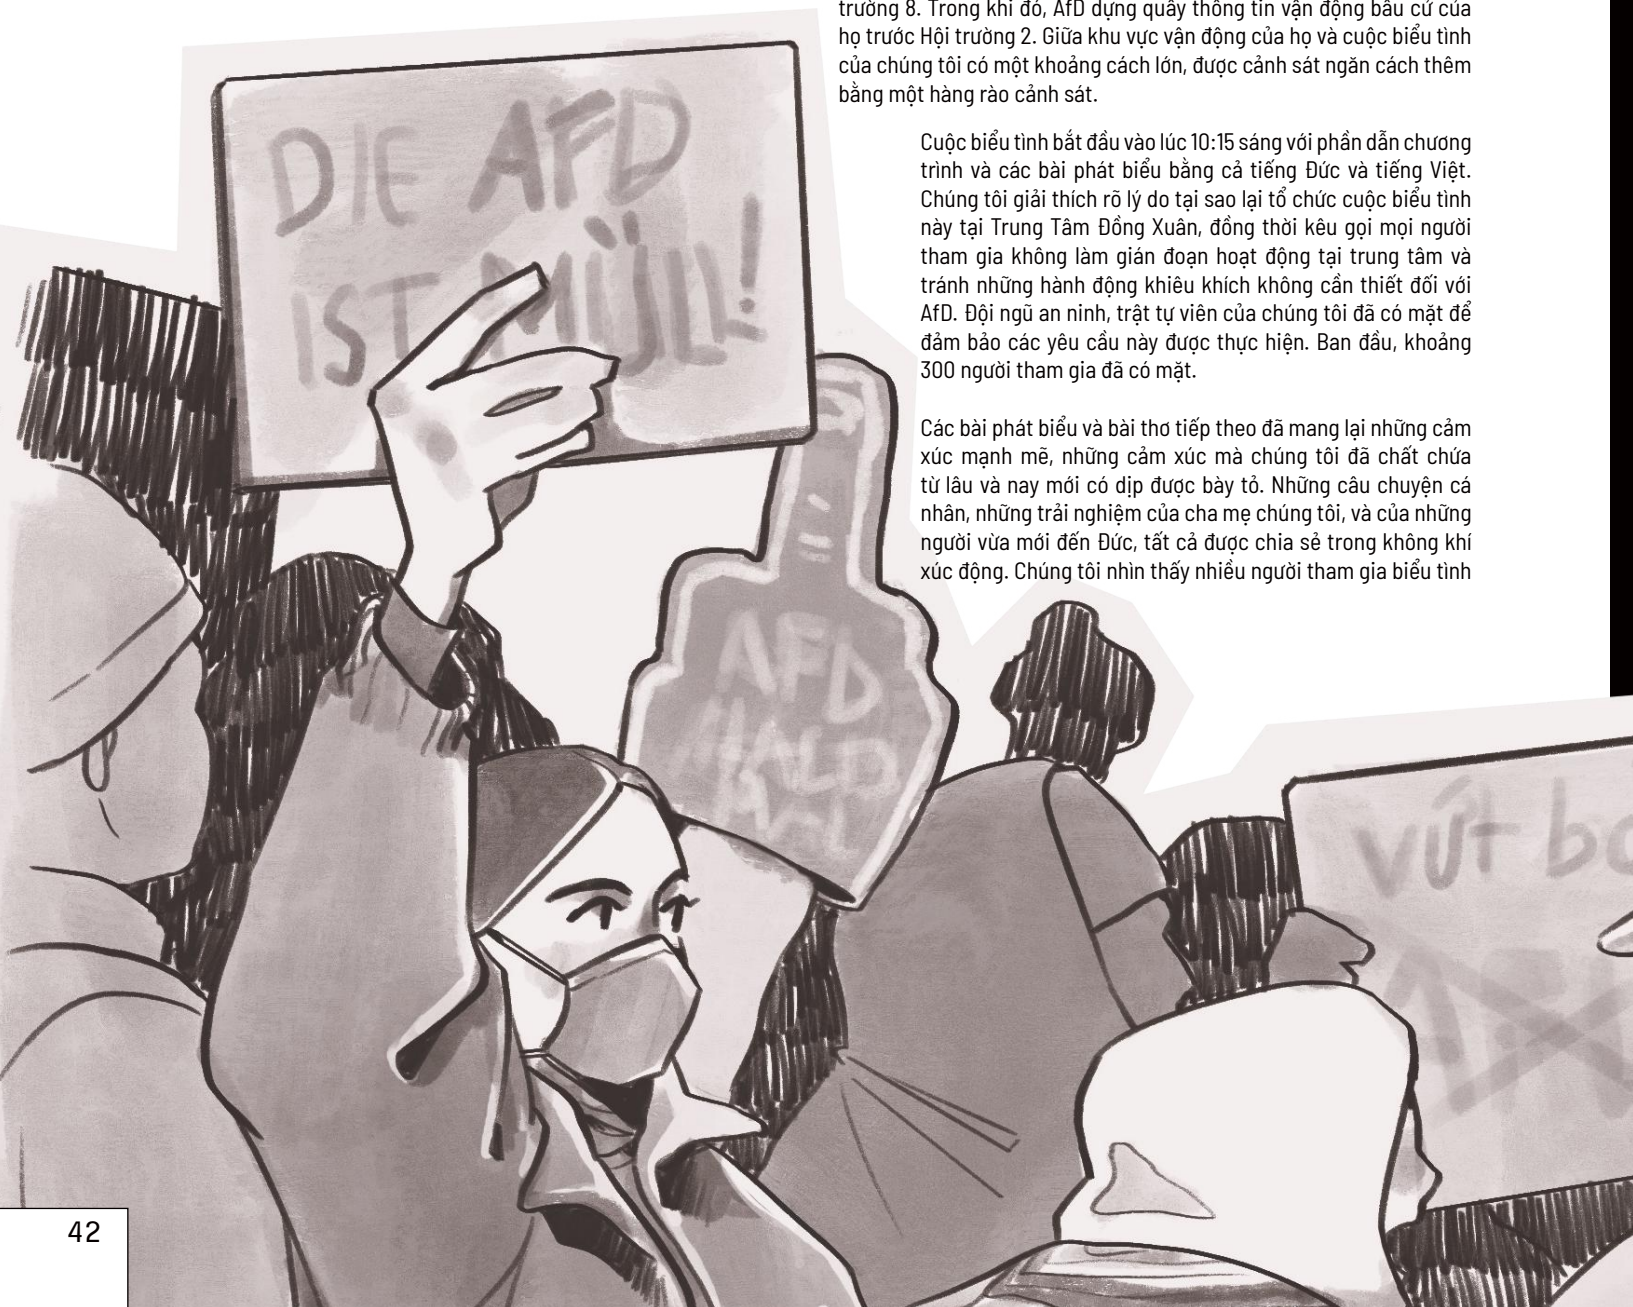 trường 8. Trong khi đó, AfD dựng quầy thông tin vận động bầu cử của
họ trước Hội trường 2. Giữa khu vực vận động của họ và cuộc biểu tình
của chúng tôi có một khoảng cách lớn, được cảnh sát ngăn cách thêm
bằng một hàng rào cảnh sát.
Cuộc biểu tình bắt đầu vào lúc 10:15 sáng với phần dẫn chương
trình và các bài phát biểu bằng cả tiếng Đức và tiếng Việt.
Chúng tôi giải thích rõ lý do tại sao lại tổ chức cuộc biểu tình
này tại Trung Tâm Đồng Xuân, đồng thời kêu gọi mọi người
tham gia không làm gián đoạn hoạt động tại trung tâm và
tránh những hành động khiêu khích không cần thiết đối với
AfD. Đội ngũ an ninh, trật tự viên của chúng tôi đã có mặt để
đảm bảo các yêu cầu này được thực hiện. Ban đầu, khoảng
300 người tham gia đã có mặt.
Các bài phát biểu và bài thơ tiếp theo đã mang lại những cảm
xúc mạnh mẽ, những cảm xúc mà chúng tôi đã chất chứa
từ lâu và nay mới có dịp được bày tỏ. Những câu chuyện cá
nhân, những trải nghiệm của cha mẹ chúng tôi, và của những
người vừa mới đến Đức, tất cả được chia sẻ trong không khí
xúc động. Chúng tôi nhìn thấy nhiều người tham gia biểu tình
DIE AFD
IST MÜLL!
AFD
HALD
VỨT
AFD
42